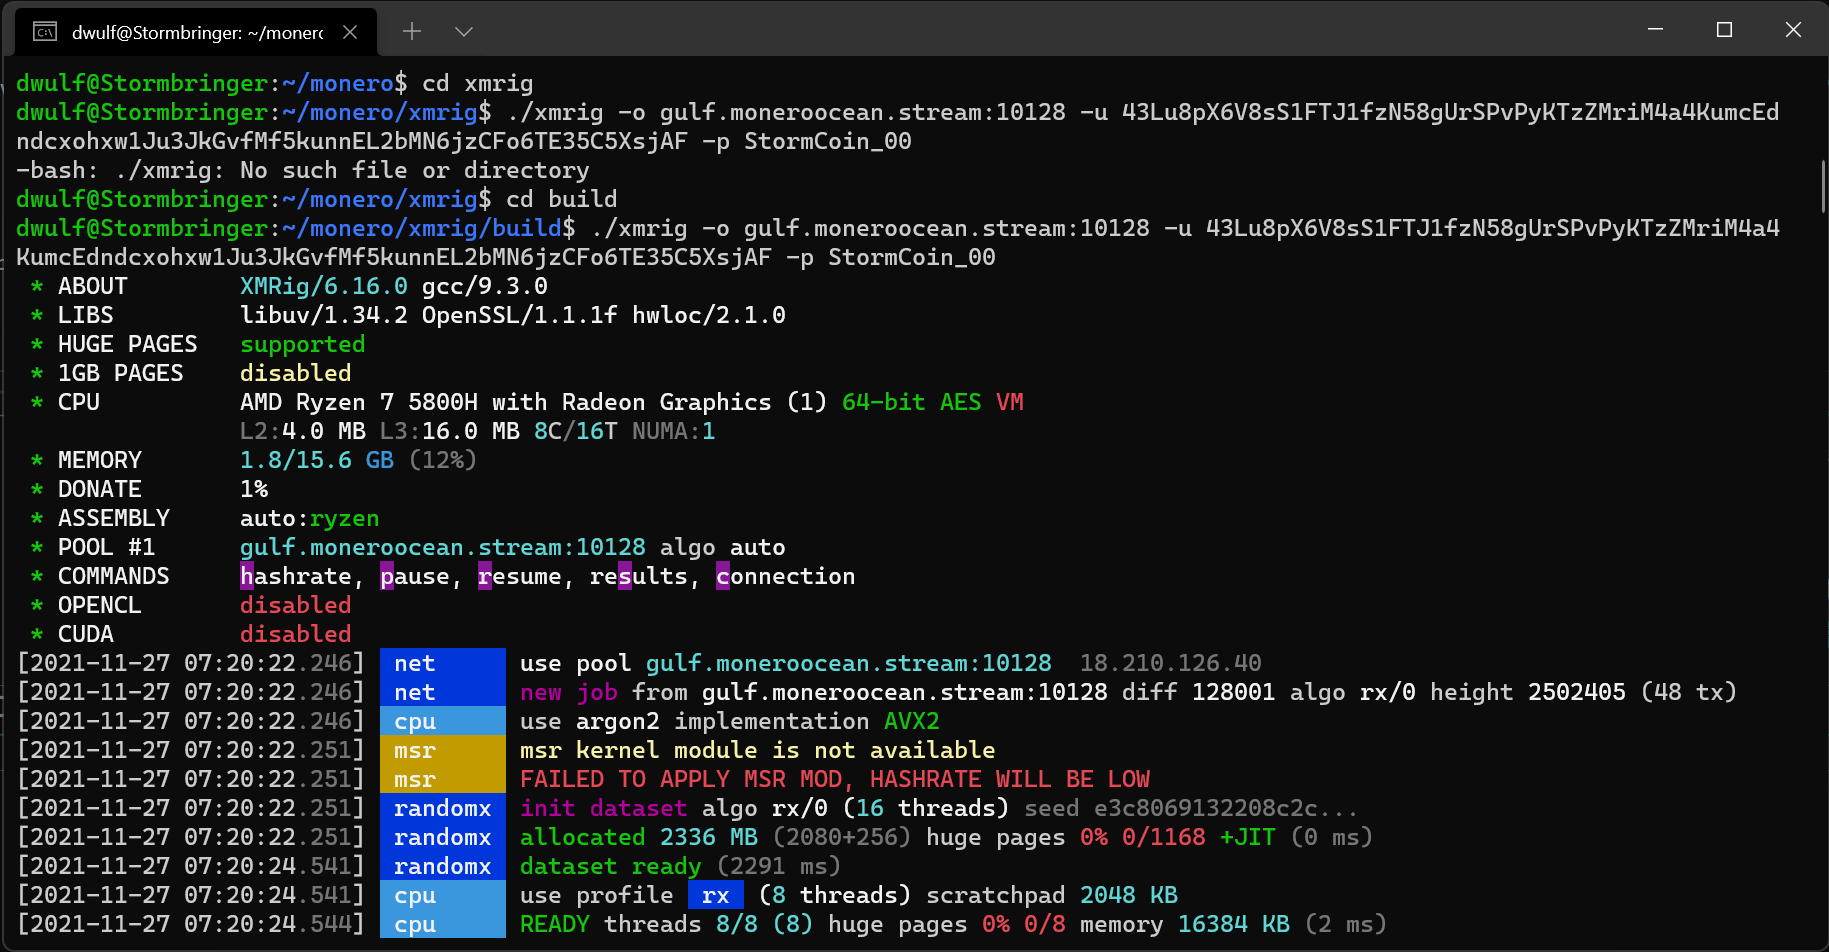 dwulf@Stormbringer: ~/monero
dwulf@Stormbringer:~/monero$ cd xmrig
dwulf@Stormbringer:~/monero/xmrig$ ./xmrig -o gulf.moneroocean.stream:10128 -u 43Lu8pX6V8sS1FTJ1fzN58gUrSPvPyKTzZMriM4a4KumcEd
ndcxohxw1Ju3JkGvfMf5kunnEL2bMN6jzCFo6TE35C5XsjAF -p StormCoin_00
-bash: ./xmrig: No such file or directory
dwulf@Stormbringer:~/monero/xmrig$ cd build
dwulf@Stormbringer:~/monero/xmrig/build$ ./xmrig -o gulf.moneroocean.stream:10128 -u 43Lu8pX6V8sS1FTJ1fzN58gUrSPvPyKTzZMriM4a4
KumcEdndcxohxw1Ju3JkGvfMf5kunnEL2bMN6jzCFo6TE35C5XsjAF -p StormCoin_00
* ABOUT XMRig/6.16.0 gcc/9.3.0
* LIBS libuv/1.34.2 OpenSSL/1.1.1f hwloc/2.1.0
* HUGE PAGES supported
* 1GB PAGES disabled
* CPU AMD Ryzen 7 5800H with Radeon Graphics (1) 64-bit AES VM
L2:4.0 MB L3:16.0 MB 8C/16T NUMA:1
* MEMORY 1.8/15.6 GB (12%)
* DONATE 1%
* ASSEMBLY auto:ryzen
* POOL #1 gulf.moneroocean.stream:10128 algo auto
* COMMANDS hashrate, pause, resume, results, connection
* OPENCL disabled
* CUDA disabled
[2021-11-27 07:20:22.246] net use pool gulf.moneroocean.stream:10128 18.210.126.40
[2021-11-27 07:20:22.246] net new job from gulf.moneroocean.stream:10128 diff 128001 algo rx/0 height 2502405 (48 tx)
[2021-11-27 07:20:22.246] cpu use argon2 implementation AVX2
[2021-11-27 07:20:22.251] msr msr kernel module is not available
[2021-11-27 07:20:22.251] msr FAILED TO APPLY MSR MOD, HASHRATE WILL BE LOW
[2021-11-27 07:20:22.251] randomx init dataset algo rx/0 (16 threads) seed e3c8069132208c2c...
[2021-11-27 07:20:22.251] randomx allocated 2336 MB (2080+256) huge pages 0% 0/1168 +JIT (0 ms)
[2021-11-27 07:20:24.541] randomx dataset ready (2291 ms)
[2021-11-27 07:20:24.541] cpu use profile rx (8 threads) scratchpad 2048 KB
[2021-11-27 07:20:24.544] cpu READY threads 8/8 (8) huge pages 0% 0/8 memory 16384 KB (2 ms)